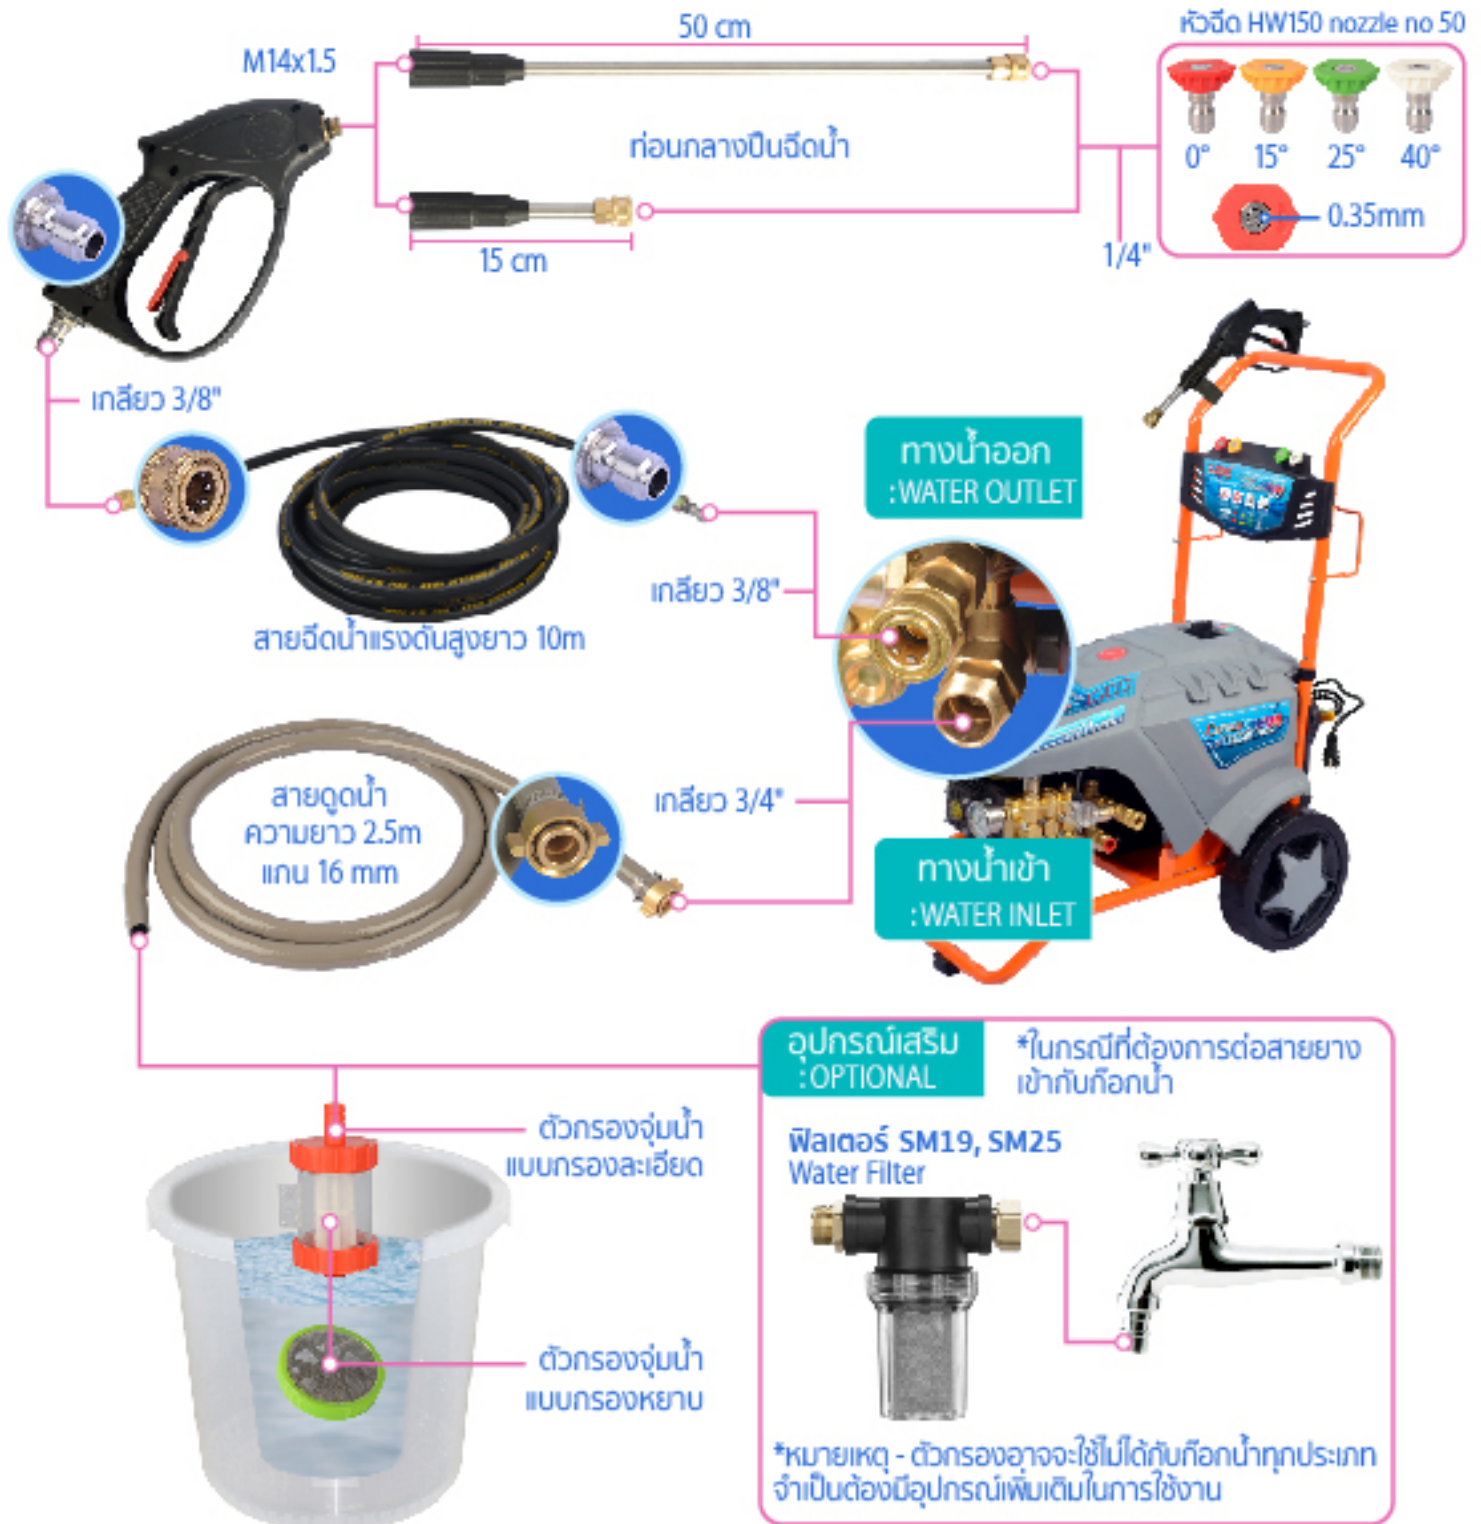 50 cm
หัวฉีด HW150 nozzle no 50
M14x1.5
0° 15° 25° 40°
ท่อนกลางปืนฉีดน้ำ
0.35mm
15 cm
1/4"
เกลียว 3/8"
ทางน้ำออก
:WATER OUTLET
เกลียว 3/8"
สายฉีดน้ำแรงดันสูงยาว 10m
สายดูดน้ำ
ความยาว 2.5m
แกน 16 mm
เกลียว 3/4"
ทางน้ำเข้า
:WATER INLET
อุปกรณ์เสริม
:OPTIONAL
*ในกรณีที่ต้องการต่อสายยาง
เข้ากับก๊อกน้ำ
ตัวกรองจุ่มน้ำ
แบบกรองละเอียด
ฟิลเตอร์ SM19, SM25
Water Filter
ตัวกรองจุ่มน้ำ
แบบกรองหยาบ
*หมายเหตุ - ตัวกรองอาจจะใช้ไม่ได้กับก๊อกน้ำทุกประเภท
จำเป็นต้องมีอุปกรณ์เพิ่มเติมในการใช้งาน